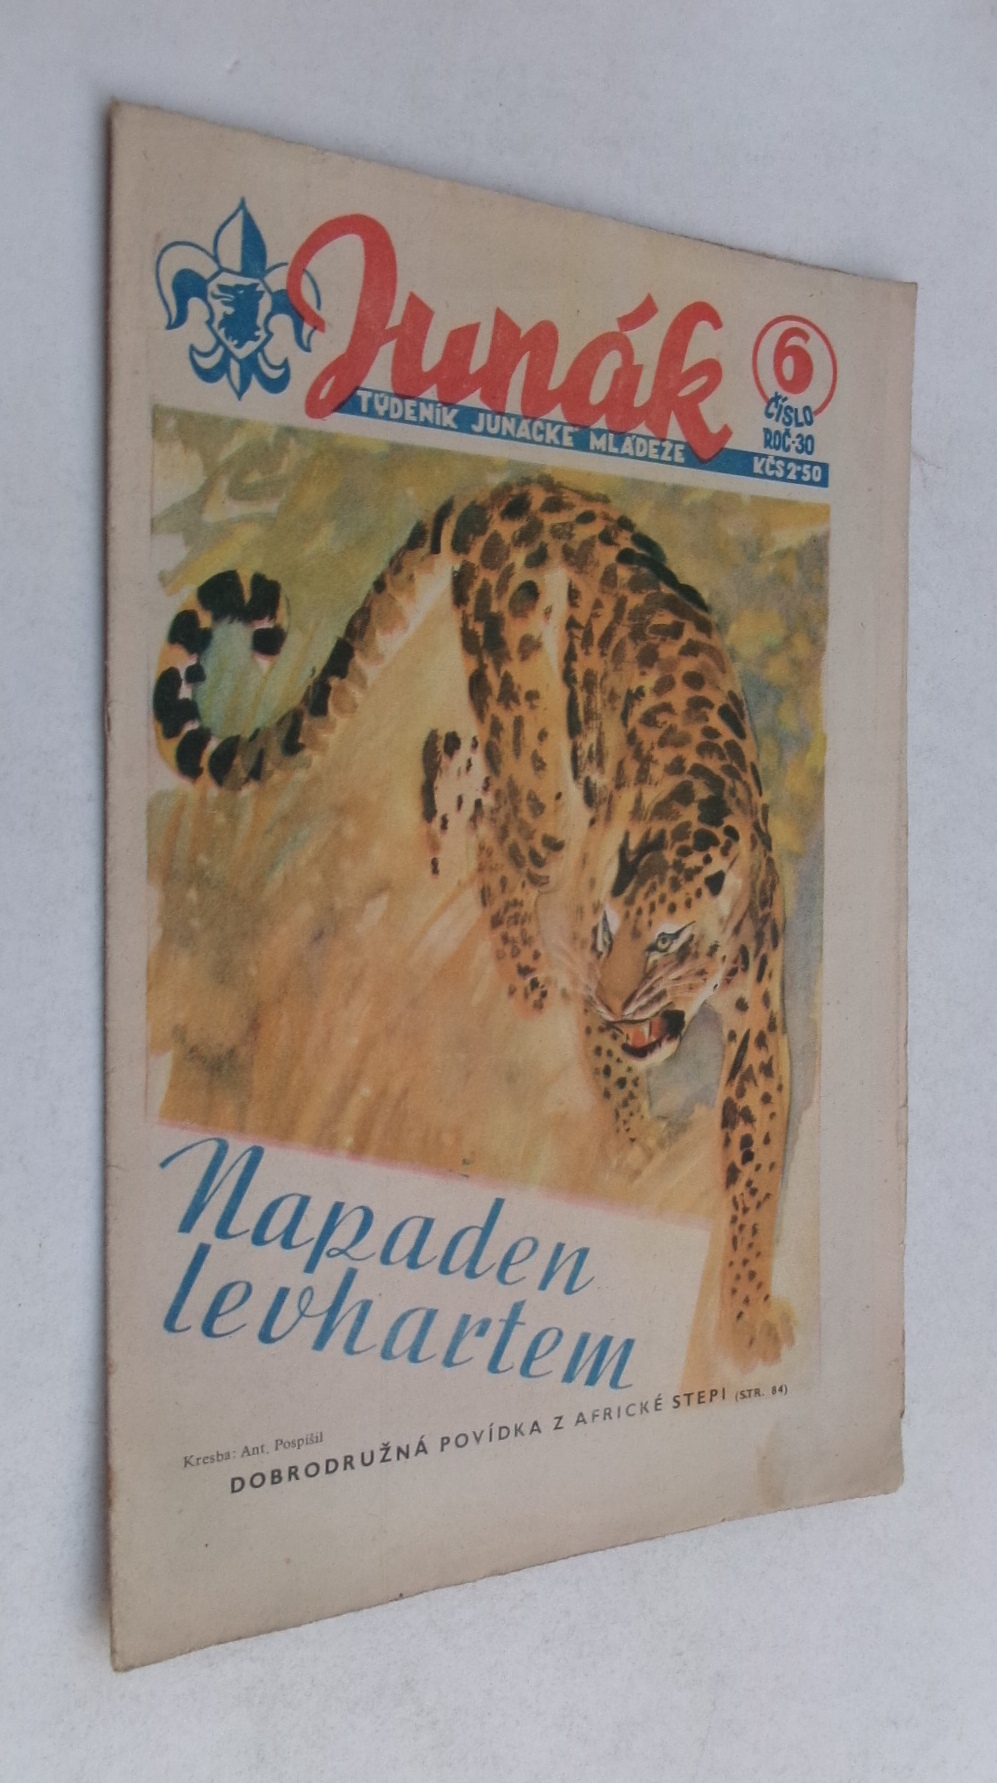 Junák
6
ČÍSLO
ROČ·30
TÝDENÍK JUNÁCKÉ MLÁDEŽE
KČS 2·50
Napaden
levhartem
Kresba: Ant. Pospíšil
DOBRODRUŽNÁ POVÍDKA Z AFRICKÉ STEPI (STR. 84)